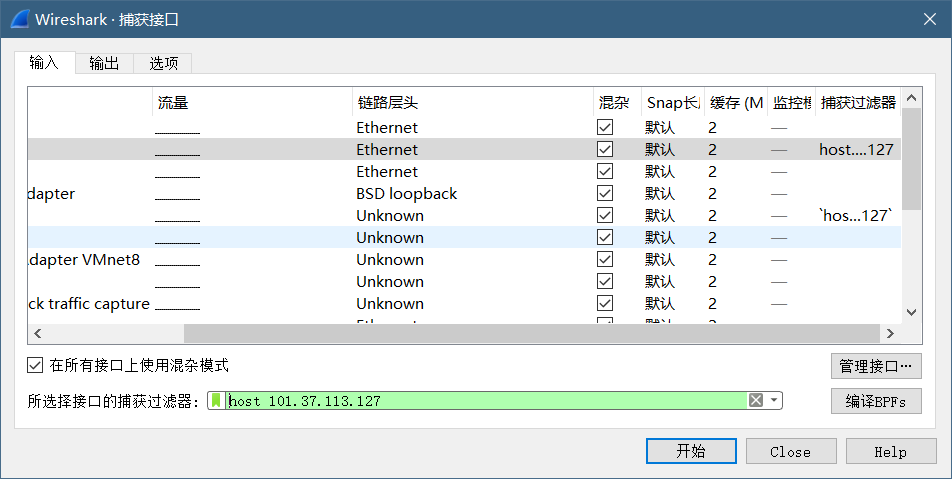 Wireshark · 捕获接口
输入 输出 选项
流量 链路层头 混杂 Snap长 缓存 (M 监控模 捕获过滤器
Ethernet 默认 2 —
Ethernet 默认 2 — host....127
Ethernet 默认 2 —
dapter BSD loopback 默认 2 —
Unknown 默认 2 — `hos...127`
Unknown 默认 2 —
Adapter VMnet8 Unknown 默认 2 —
Unknown 默认 2 —
ck traffic capture Unknown 默认 2 —
Ethernet 默认 2
在所有接口上使用混杂模式 管理接口…
所选择接口的捕获过滤器： host 101.37.113.127 编译BPFs
开始 Close Help